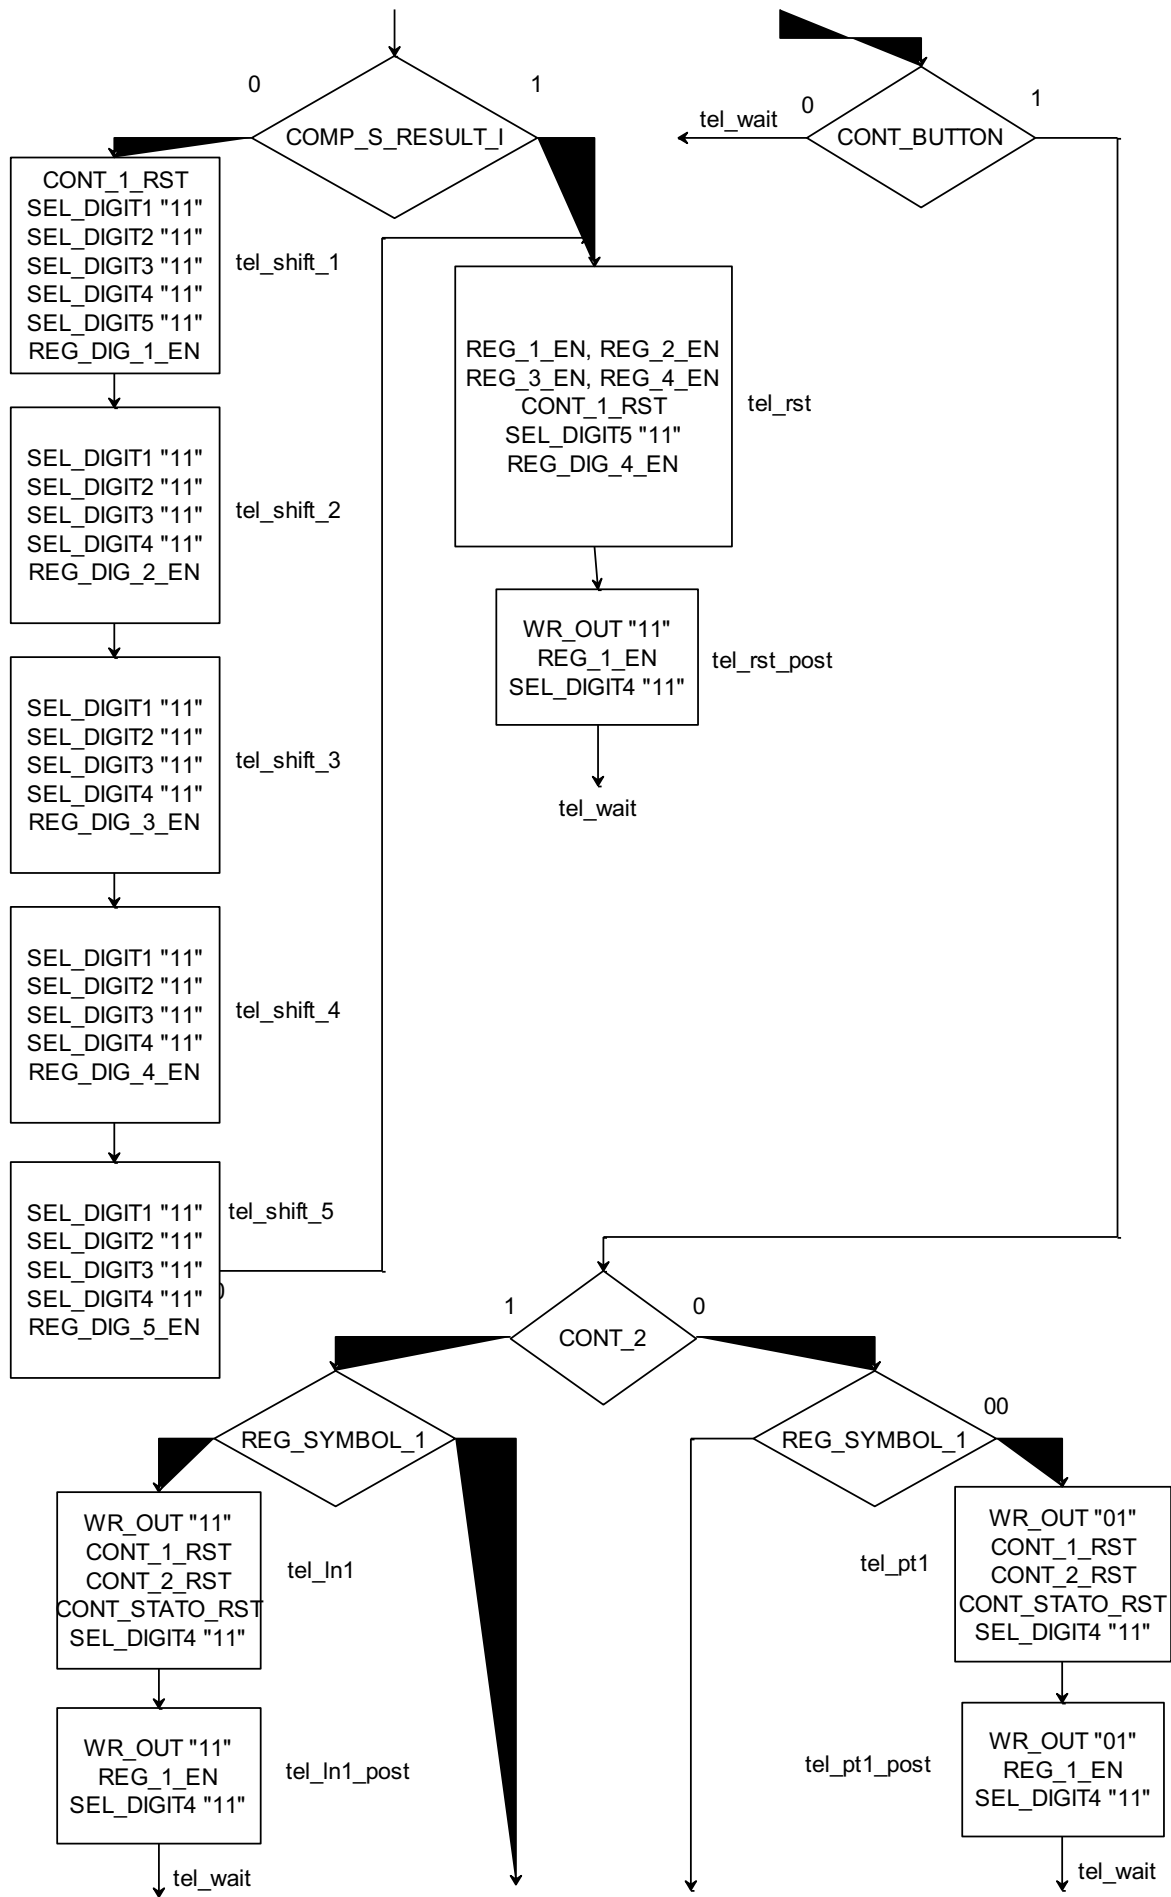 0
1
COMP_S_RESULT_I
tel_wait
0
1
CONT_BUTTON
CONT_1_RST
SEL_DIGIT1 "11"
SEL_DIGIT2 "11"
SEL_DIGIT3 "11"
SEL_DIGIT4 "11"
SEL_DIGIT5 "11"
REG_DIG_1_EN
tel_shift_1
SEL_DIGIT1 "11"
SEL_DIGIT2 "11"
SEL_DIGIT3 "11"
SEL_DIGIT4 "11"
REG_DIG_2_EN
tel_shift_2
SEL_DIGIT1 "11"
SEL_DIGIT2 "11"
SEL_DIGIT3 "11"
SEL_DIGIT4 "11"
REG_DIG_3_EN
tel_shift_3
SEL_DIGIT1 "11"
SEL_DIGIT2 "11"
SEL_DIGIT3 "11"
SEL_DIGIT4 "11"
REG_DIG_4_EN
tel_shift_4
SEL_DIGIT1 "11"
SEL_DIGIT2 "11"
SEL_DIGIT3 "11"
SEL_DIGIT4 "11"
REG_DIG_5_EN
tel_shift_5
REG_1_EN, REG_2_EN
REG_3_EN, REG_4_EN
CONT_1_RST
SEL_DIGIT5 "11"
REG_DIG_4_EN
tel_rst
WR_OUT "11"
REG_1_EN
SEL_DIGIT4 "11"
tel_rst_post
tel_wait
1
0
CONT_2
REG_SYMBOL_1
00
REG_SYMBOL_1
WR_OUT "11"
CONT_1_RST
CONT_2_RST
CONT_STATO_RST
SEL_DIGIT4 "11"
tel_ln1
WR_OUT "11"
REG_1_EN
SEL_DIGIT4 "11"
tel_ln1_post
tel_wait
WR_OUT "01"
CONT_1_RST
CONT_2_RST
CONT_STATO_RST
SEL_DIGIT4 "11"
tel_pt1
WR_OUT "01"
REG_1_EN
SEL_DIGIT4 "11"
tel_pt1_post
tel_wait